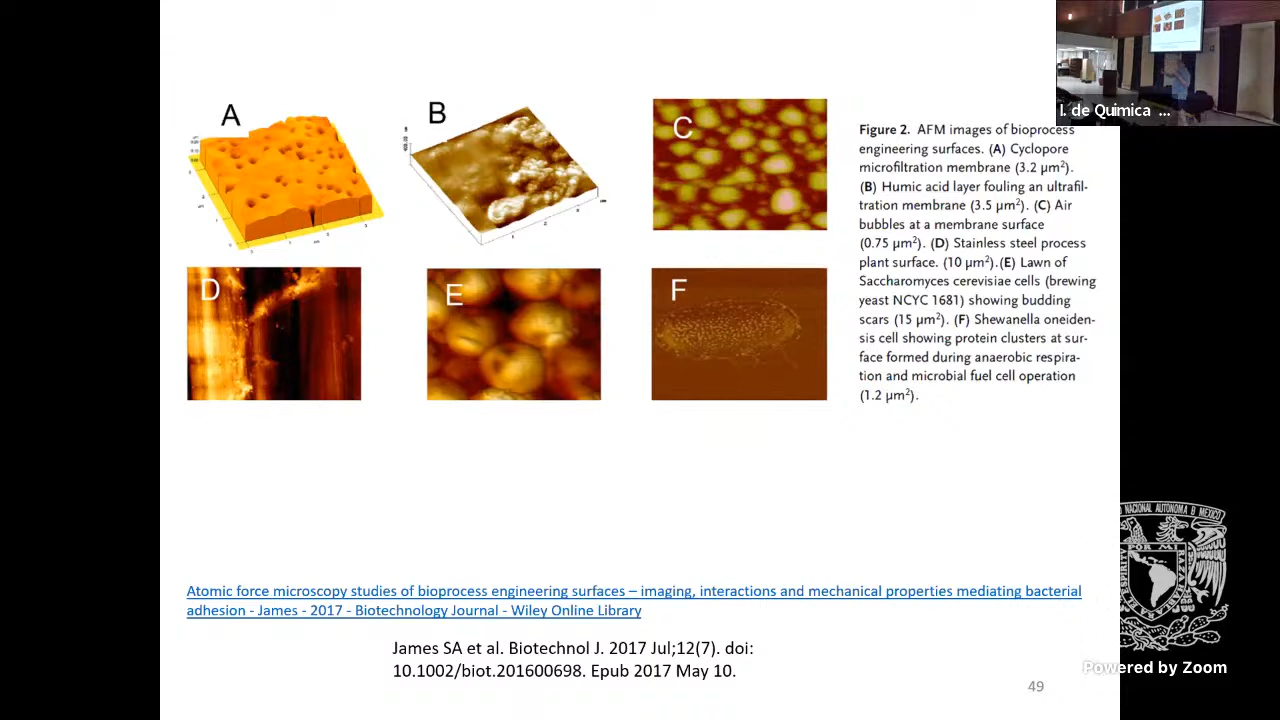 I. de Quimica ...
A
B
C
Figure 2. AFM images of bioprocess
engineering surfaces. (A) Cyclopore
microfiltration membrane (3.2 µm²).
(B) Humic acid layer fouling an ultrafil-
tration membrane (3.5 µm²). (C) Air
bubbles at a membrane surface
(0.75 µm²). (D) Stainless steel process
plant surface. (10 µm²).(E) Lawn of
Saccharomyces cerevisiae cells (brewing
yeast NCYC 1681) showing budding
scars (15 µm²). (F) Shewanella oneiden-
sis cell showing protein clusters at sur-
face formed during anaerobic respira-
tion and microbial fuel cell operation
(1.2 µm²).
D
E
F
Atomic force microscopy studies of bioprocess engineering surfaces – imaging, interactions and mechanical properties mediating bacterial
adhesion - James - 2017 - Biotechnology Journal - Wiley Online Library
James SA et al. Biotechnol J. 2017 Jul;12(7). doi:
10.1002/biot.201600698. Epub 2017 May 10.
49
NACIONAL AUTONOMA
POR MI
Powered by Zoom